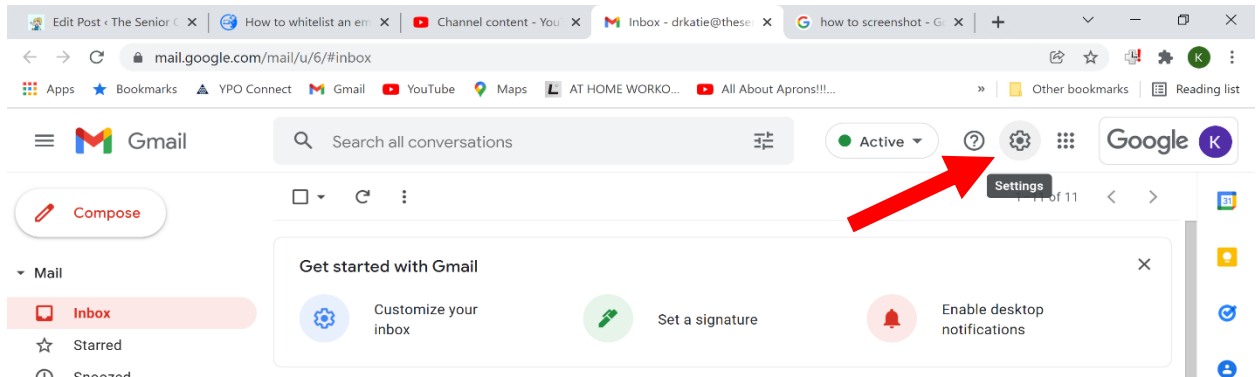 Edit Post ‹ The Senior C
How to whitelist an em
Channel content - You
Inbox - drkatie@these
how to screenshot - G
mail.google.com/mail/u/6/#inbox
K
Apps Bookmarks YPO Connect Gmail YouTube Maps AT HOME WORKO... All About Aprons!!!... » Other bookmarks Reading list
Gmail
Search all conversations
Active
Google K
Settings
Compose
of 11
31
Get started with Gmail
Mail
Customize your
inbox
Set a signature
Enable desktop
notifications
Inbox
Starred
Snoozed